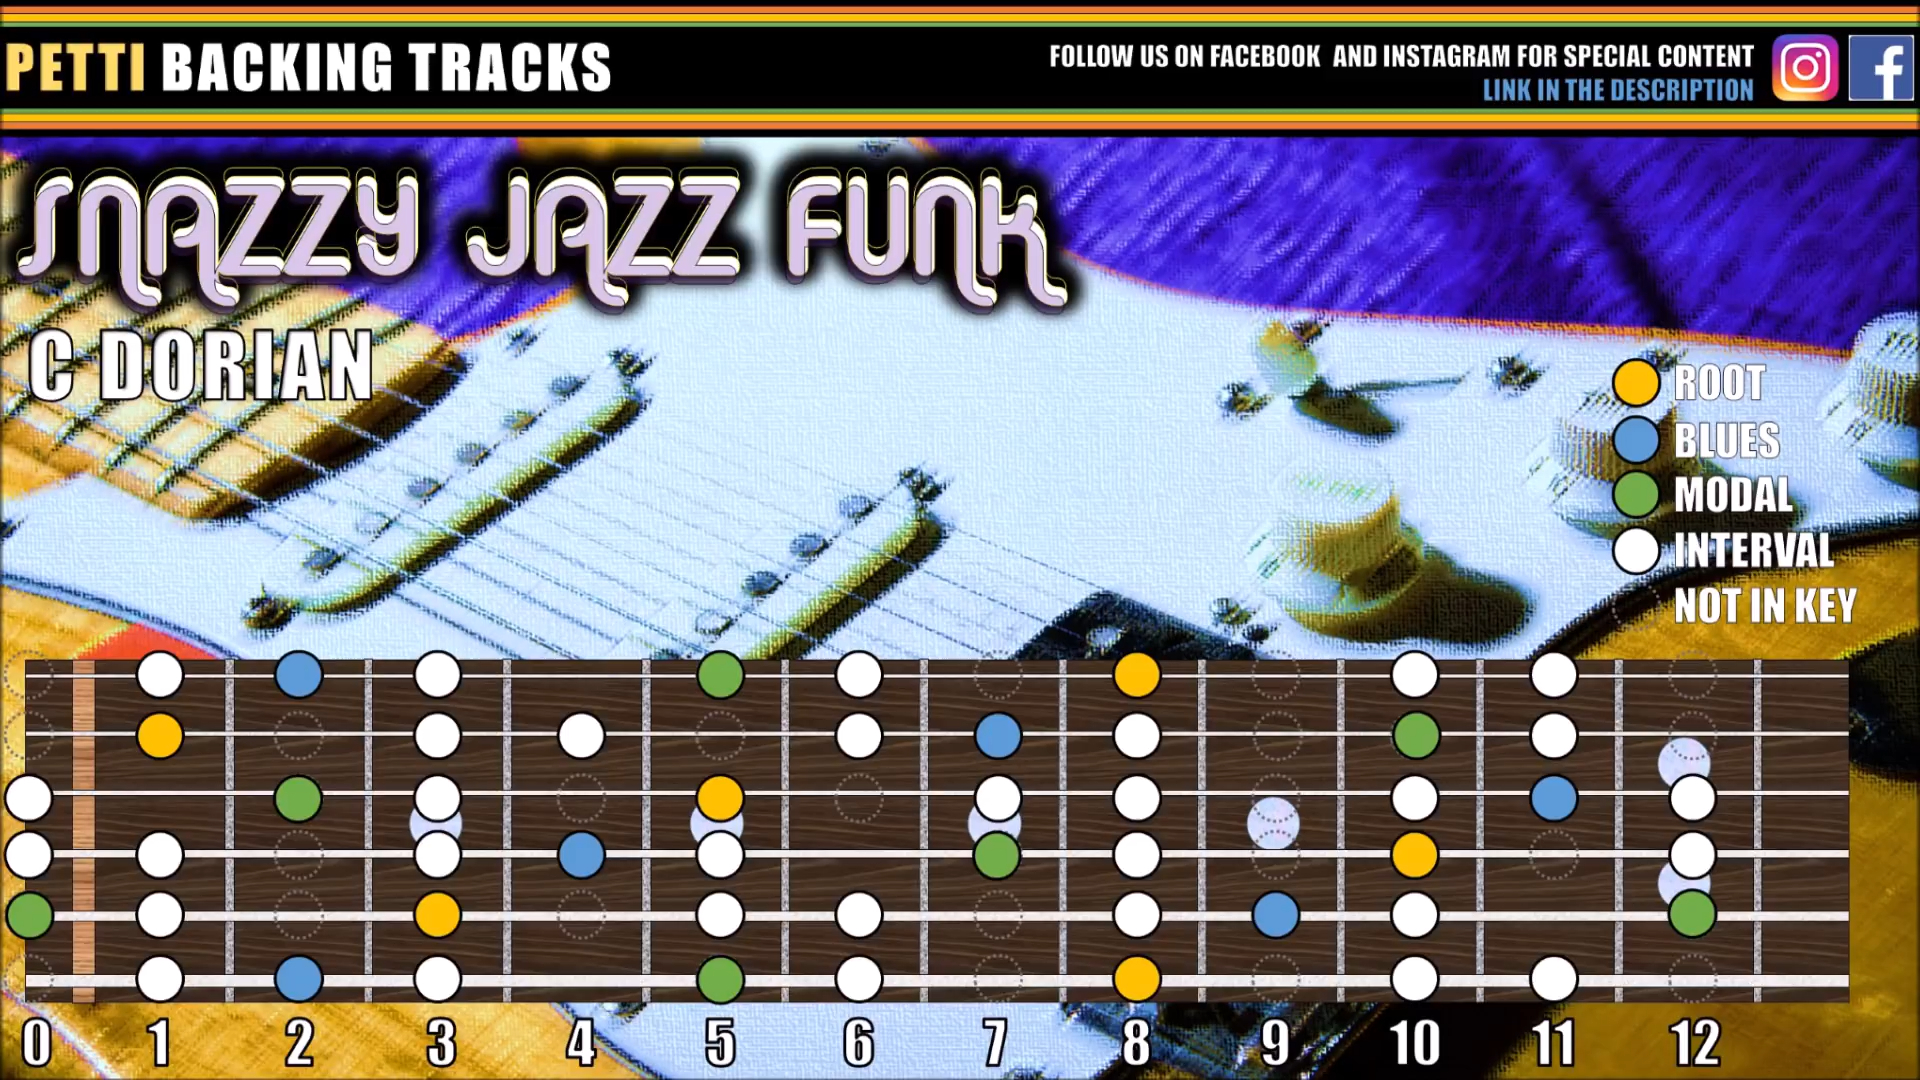 PETTI BACKING TRACKS
FOLLOW US ON FACEBOOK AND INSTAGRAM FOR SPECIAL CONTENT
LINK IN THE DESCRIPTION
SNAZZY JAZZ FUNK
C DORIAN
ROOT
BLUES
MODAL
INTERVAL
NOT IN KEY
0 1 2 3 4 5 6 7 8 9 10 11 12